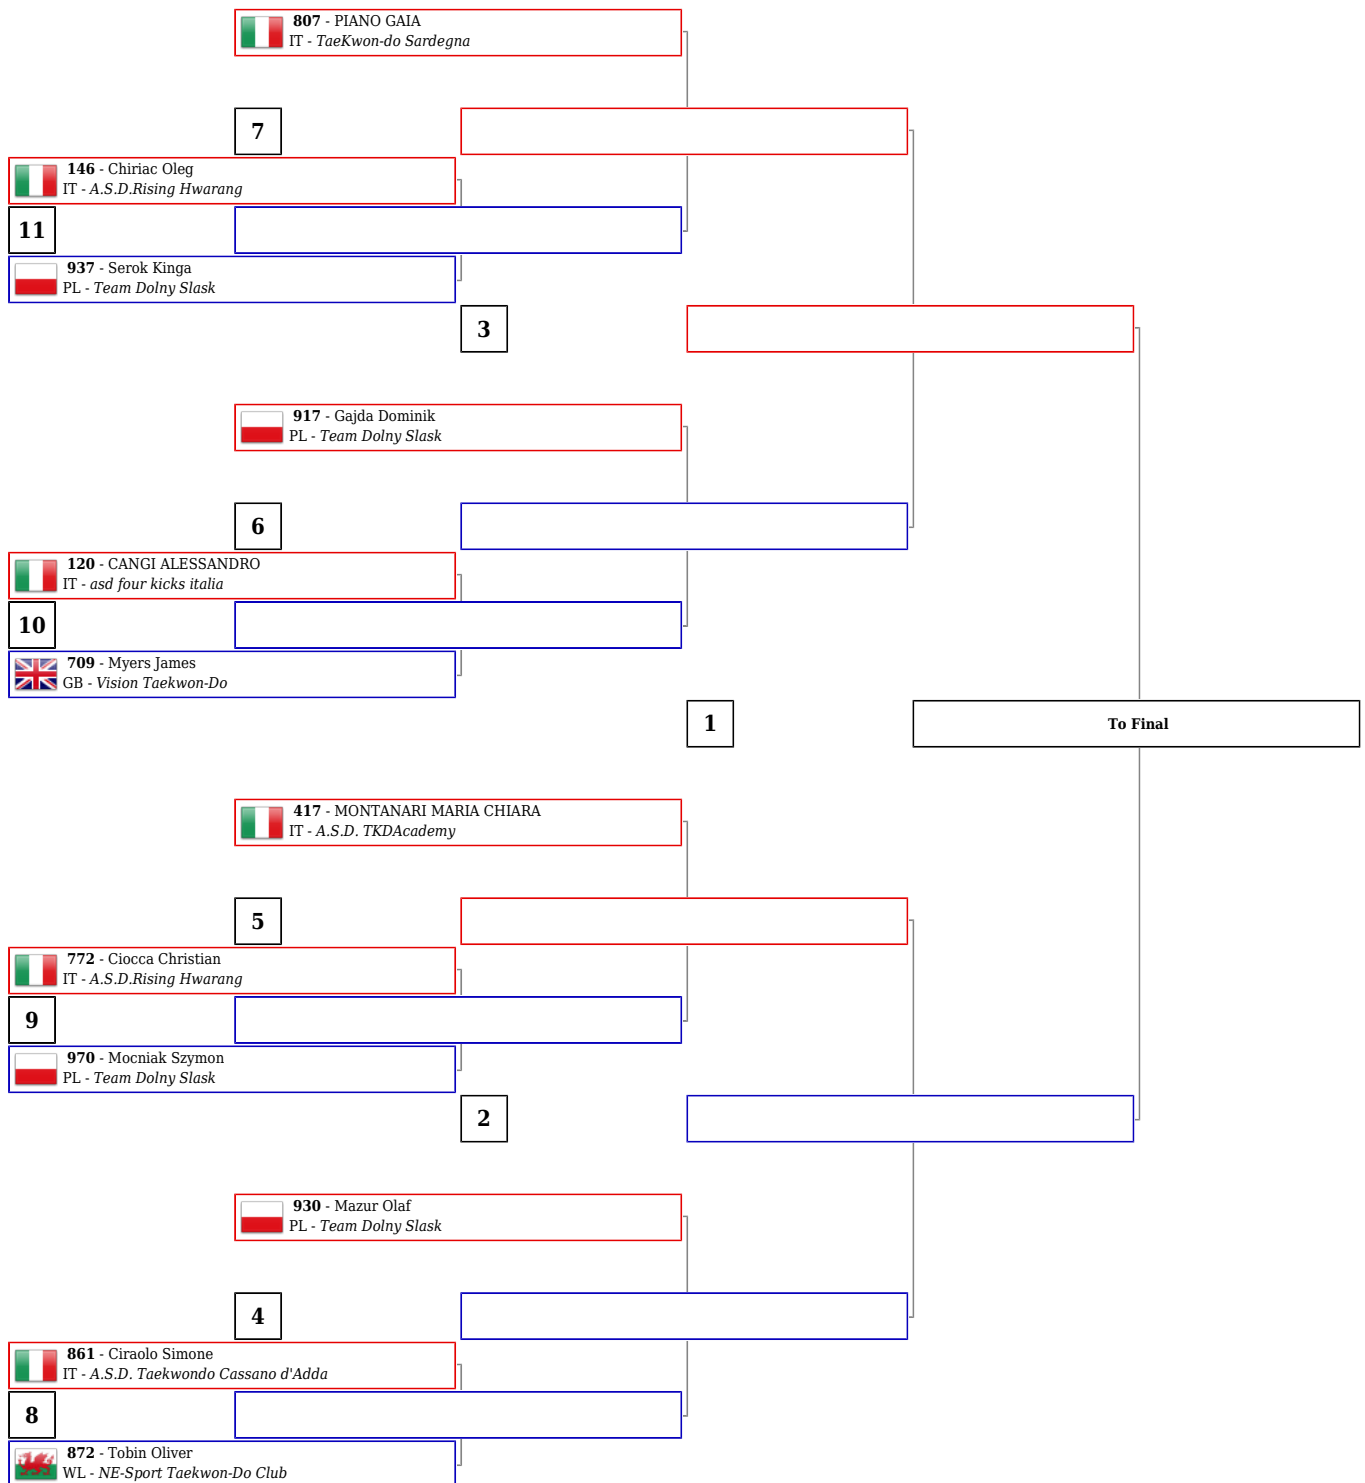 807 - PIANO GAIA
IT - TaeKwon-do Sardegna
7
146 - Chiriac Oleg
IT - A.S.D.Rising Hwarang
11
937 - Serok Kinga
PL - Team Dolny Slask
3
917 - Gajda Dominik
PL - Team Dolny Slask
6
120 - CANGI ALESSANDRO
IT - asd four kicks italia
10
709 - Myers James
GB - Vision Taekwon-Do
1
To Final
417 - MONTANARI MARIA CHIARA
IT - A.S.D. TKDAcademy
5
772 - Ciocca Christian
IT - A.S.D.Rising Hwarang
9
970 - Mocniak Szymon
PL - Team Dolny Slask
2
930 - Mazur Olaf
PL - Team Dolny Slask
4
861 - Ciraolo Simone
IT - A.S.D. Taekwondo Cassano d'Adda
8
872 - Tobin Oliver
WL - NE-Sport Taekwon-Do Club